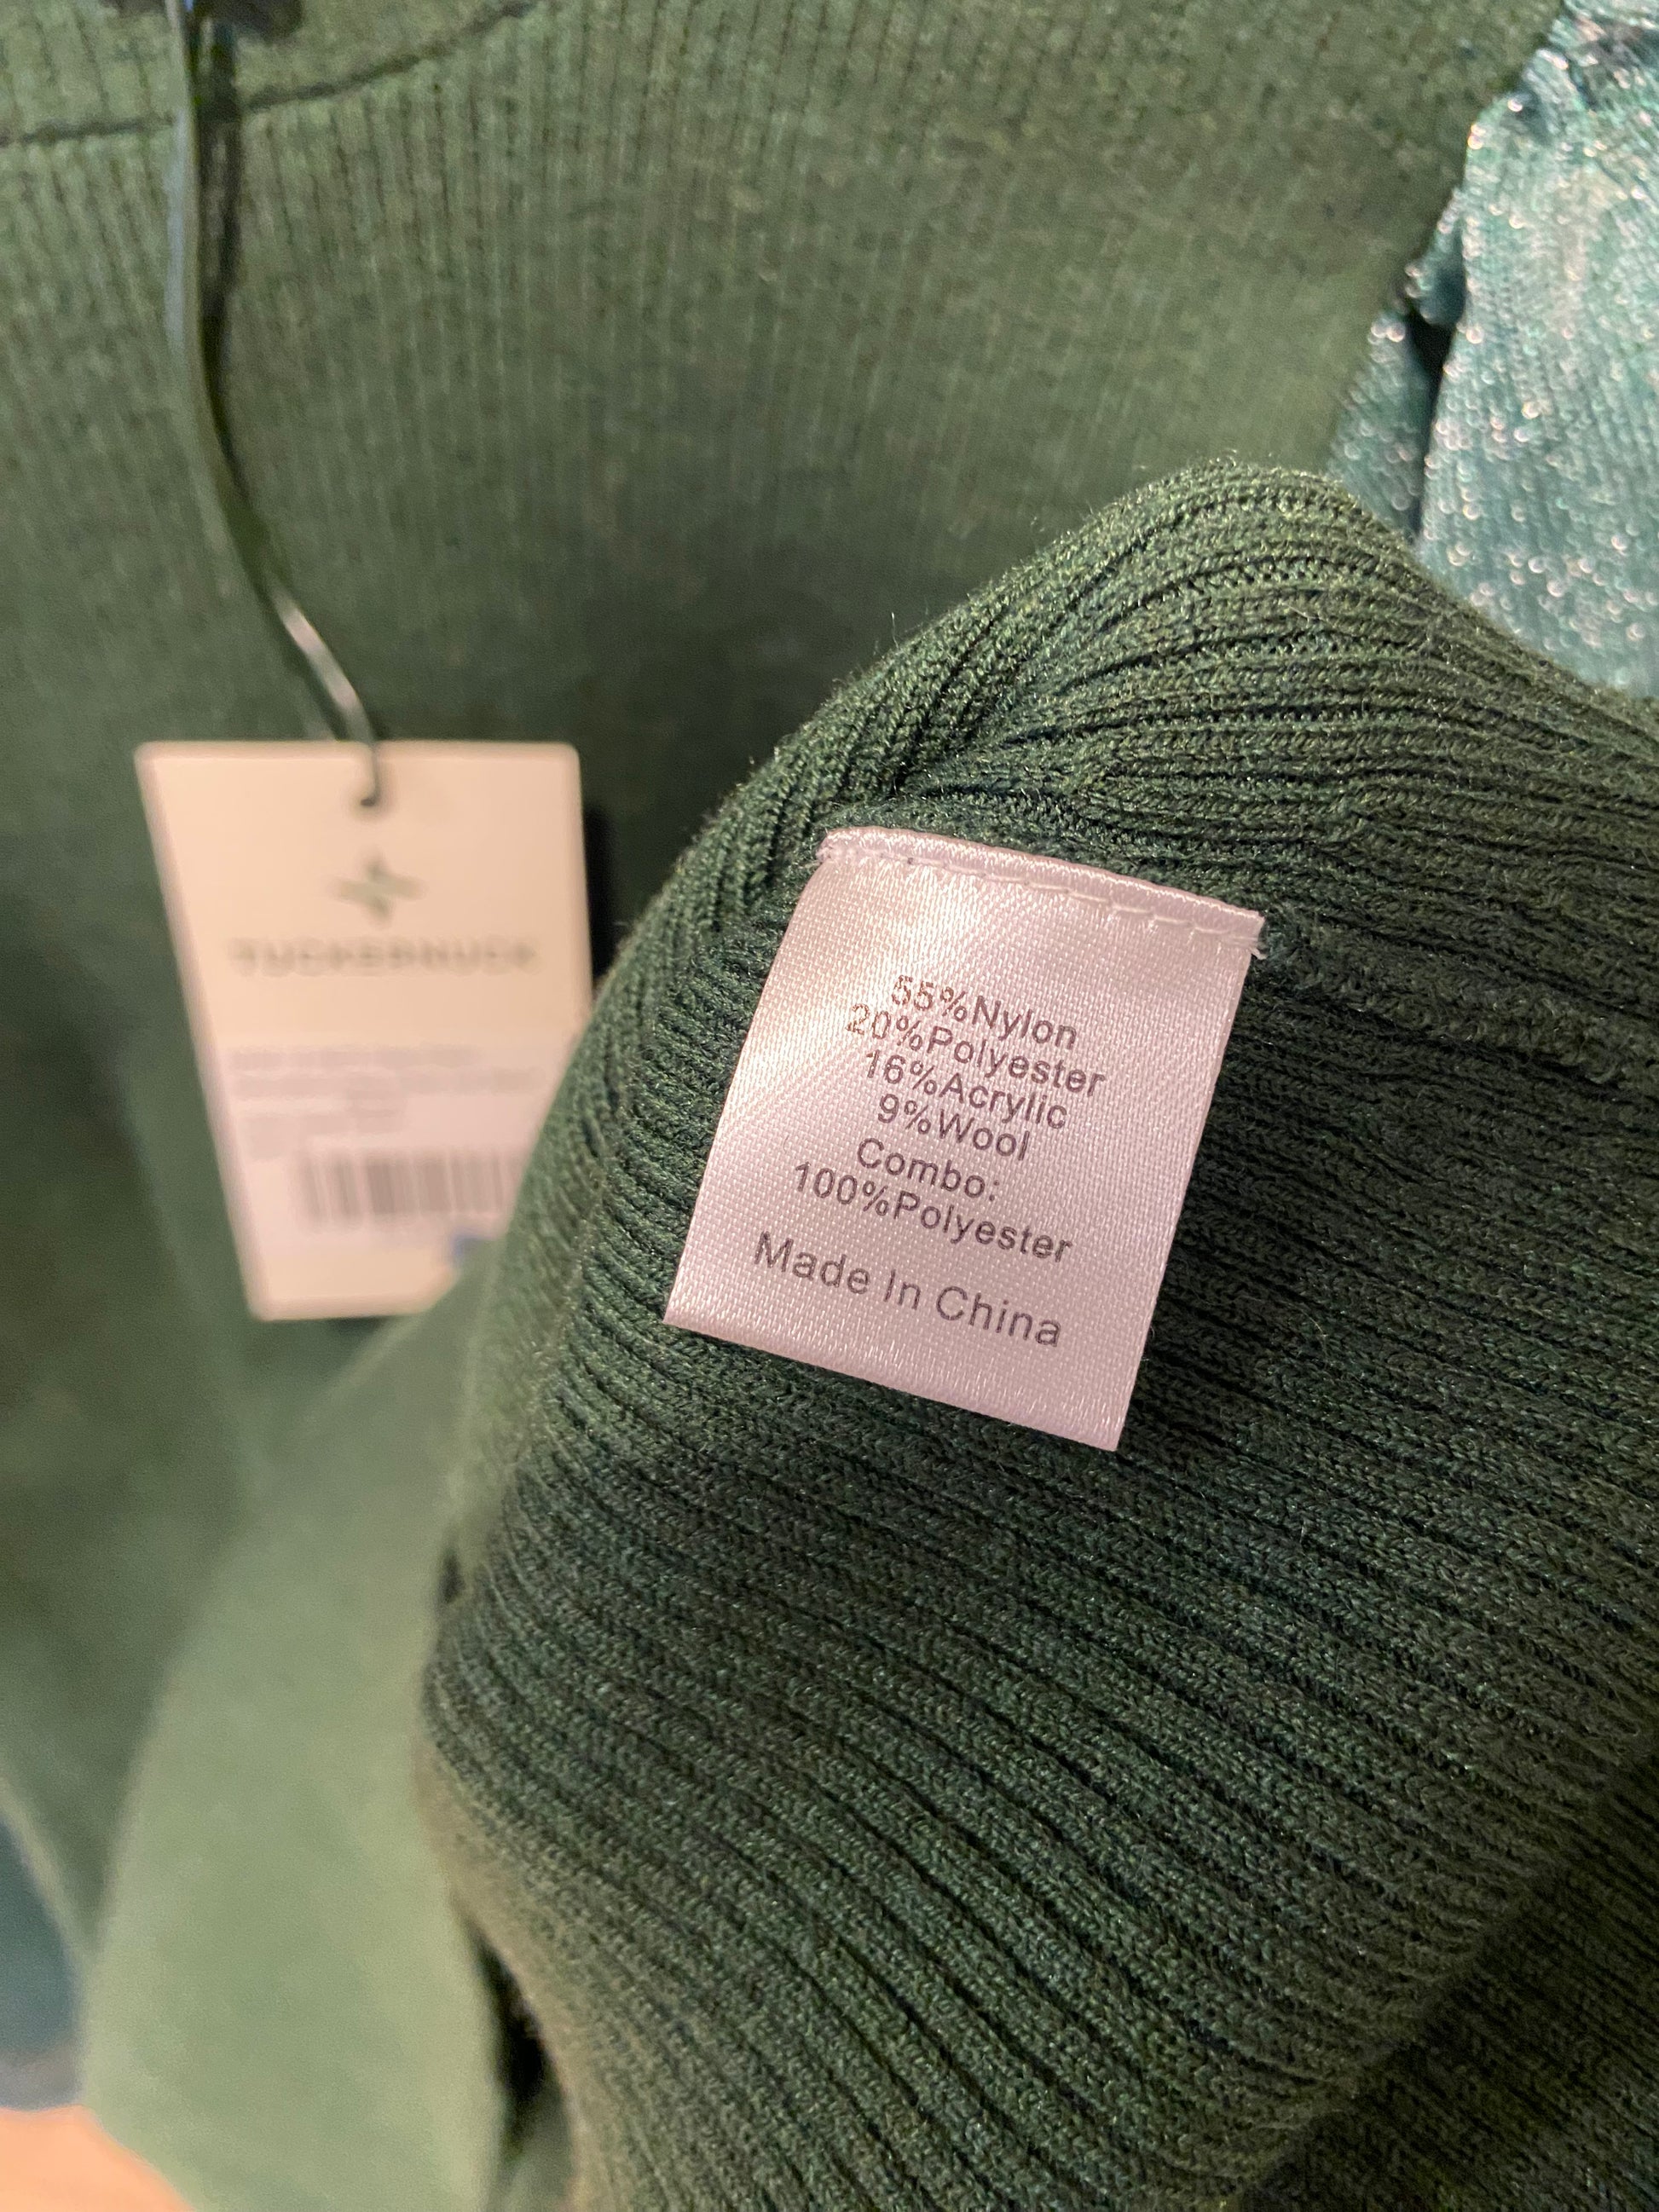 TUCKERNUCK
55%Nylon
20%Polyester
16%Acrylic
9%Wool
Combo:
100%Polyester
Made In China